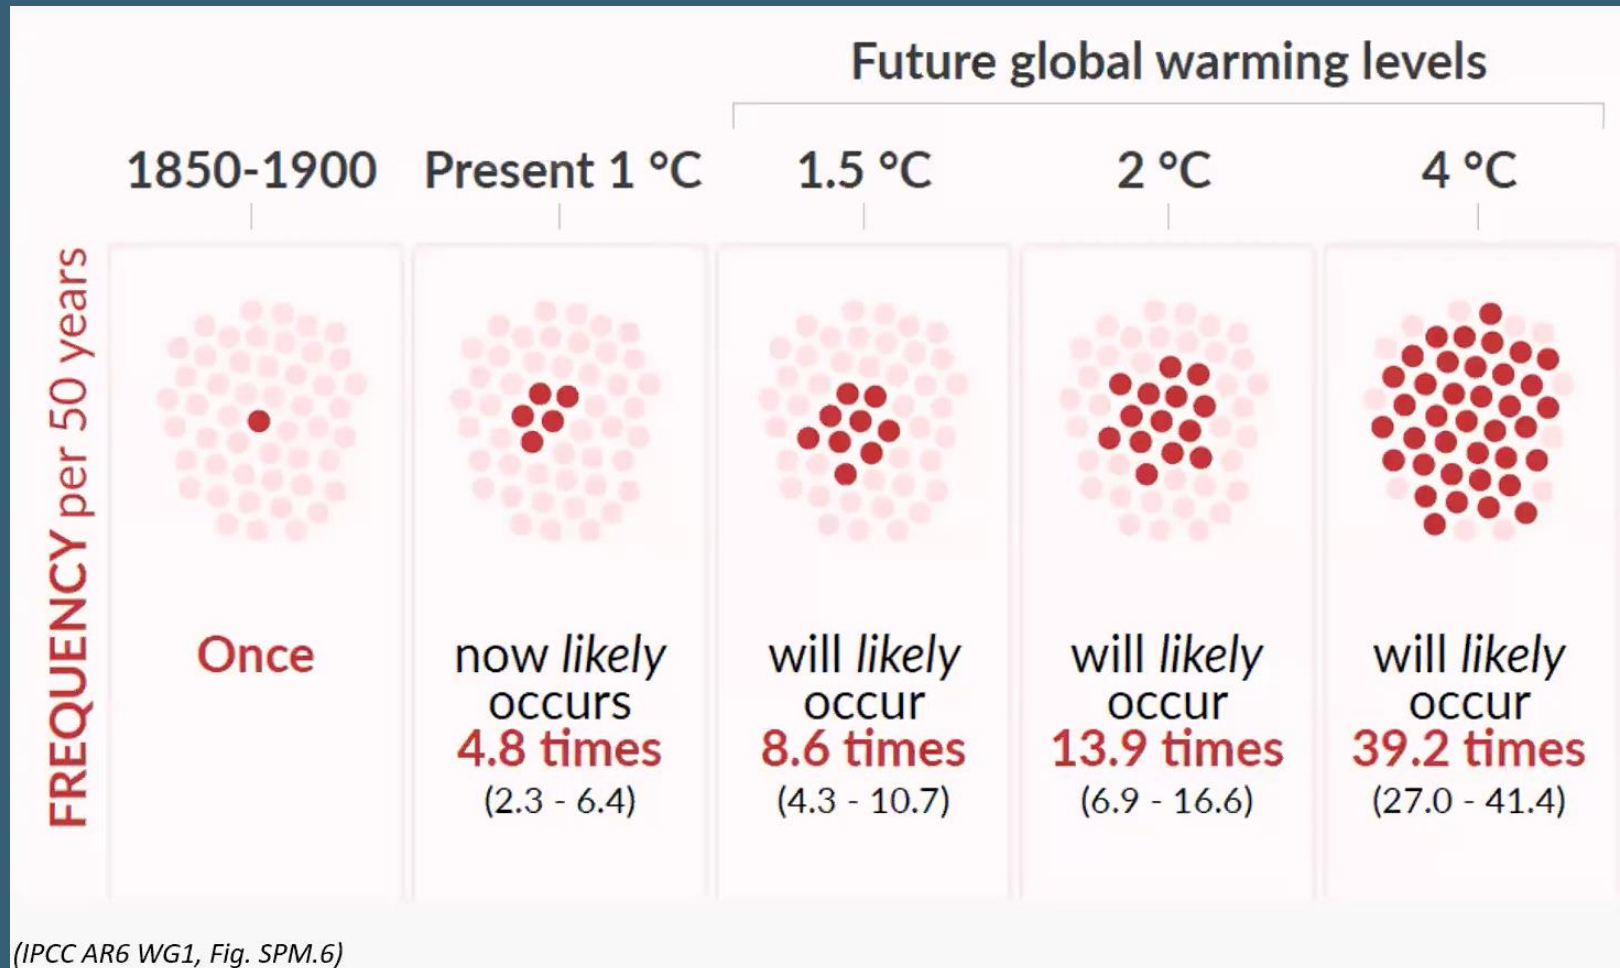 Future global warming levels
1850-1900 Present 1 °C 1.5 °C 2 °C 4 °C
FREQUENCY per 50 years
Once
now likely
occurs
4.8 times
(2.3 - 6.4)
will likely
occur
8.6 times
(4.3 - 10.7)
will likely
occur
13.9 times
(6.9 - 16.6)
will likely
occur
39.2 times
(27.0 - 41.4)
(IPCC AR6 WG1, Fig. SPM.6)